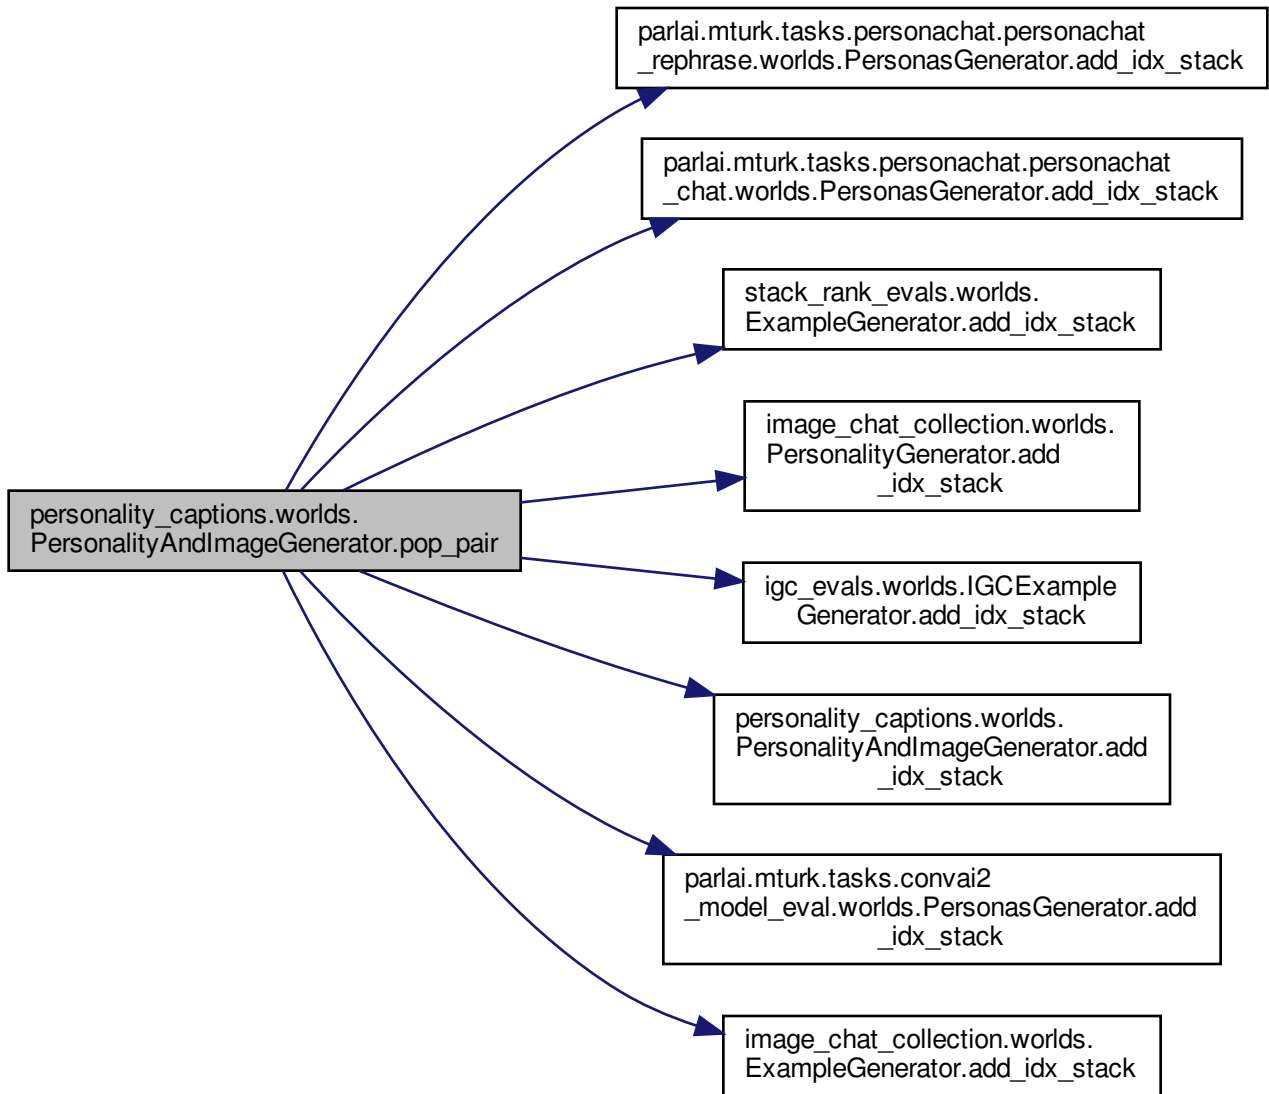 parlai.mturk.tasks.personachat.personachat
_rephrase.worlds.PersonasGenerator.add_idx_stack
parlai.mturk.tasks.personachat.personachat
_chat.worlds.PersonasGenerator.add_idx_stack
stack_rank_evals.worlds.
ExampleGenerator.add_idx_stack
image_chat_collection.worlds.
PersonalityGenerator.add
_idx_stack
personality_captions.worlds.
PersonalityAndImageGenerator.pop_pair
igc_evals.worlds.IGCExample
Generator.add_idx_stack
personality_captions.worlds.
PersonalityAndImageGenerator.add
_idx_stack
parlai.mturk.tasks.convai2
_model_eval.worlds.PersonasGenerator.add
_idx_stack
image_chat_collection.worlds.
ExampleGenerator.add_idx_stack